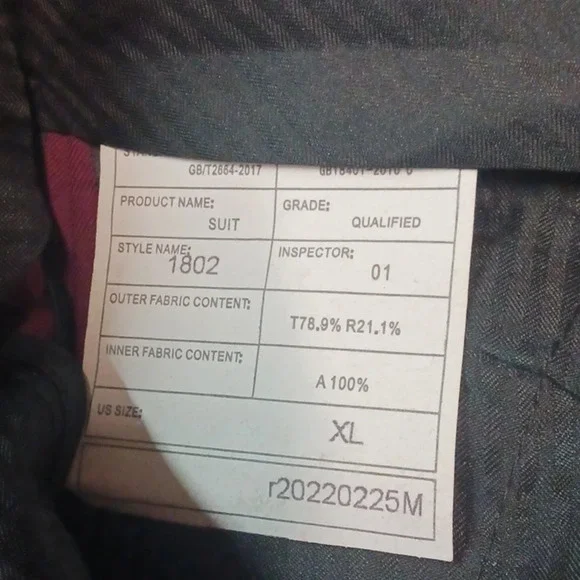 GB/T2664-2017
PRODUCT NAME: SUIT GRADE: QUALIFIED
STYLE NAME: 1802 INSPECTOR: 01
OUTER FABRIC CONTENT: T78.9% R21.1%
INNER FABRIC CONTENT: A 100%
US SIZE: XL
r20220225M